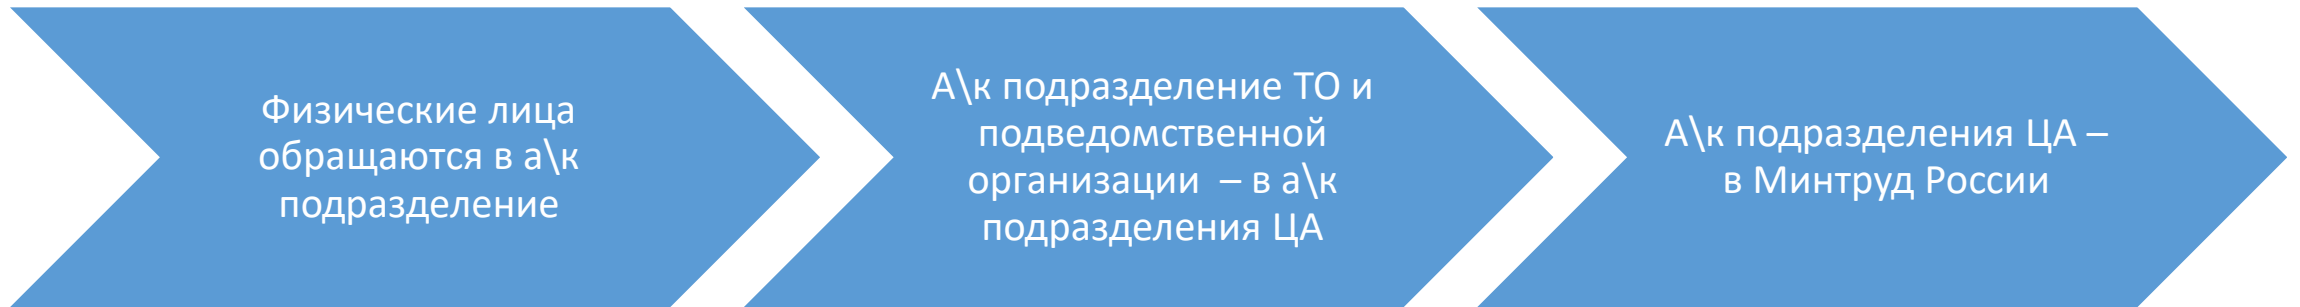 Физические лица
обращаются в а\к
подразделение
А\к подразделение ТО и
подведомственной
организации – в а\к
подразделения ЦА
А\к подразделения ЦА –
в Минтруд России